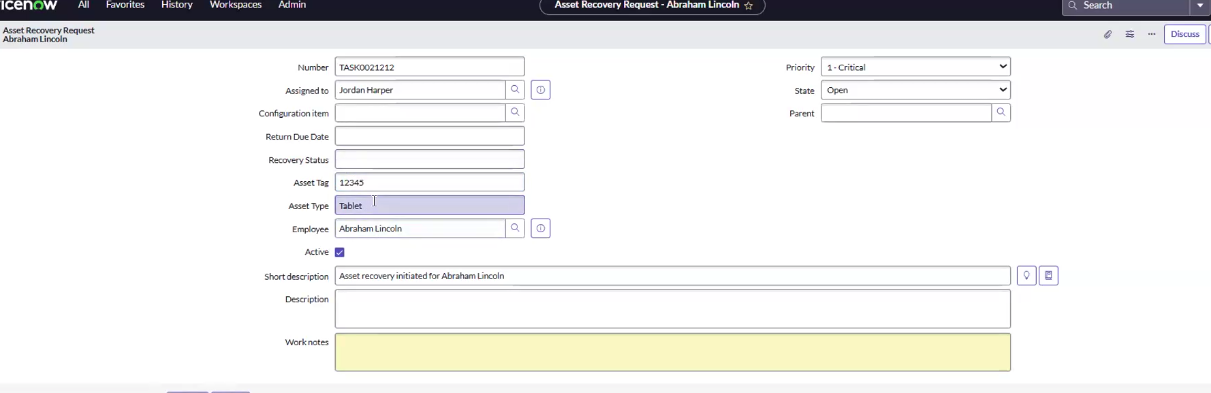 icenow All Favorites History Workspaces Admin Asset Recovery Request - Abraham Lincoln Search
Asset Recovery Request
Abraham Lincoln
Discuss
Number TASK0021212
Priority 1 - Critical
Assigned to Jordan Harper
State Open
Configuration item
Parent
Return Due Date
Recovery Status
Asset Tag 12345
Asset Type Tablet
Employee Abraham Lincoln
Active
Short description Asset recovery initiated for Abraham Lincoln
Description
Work notes